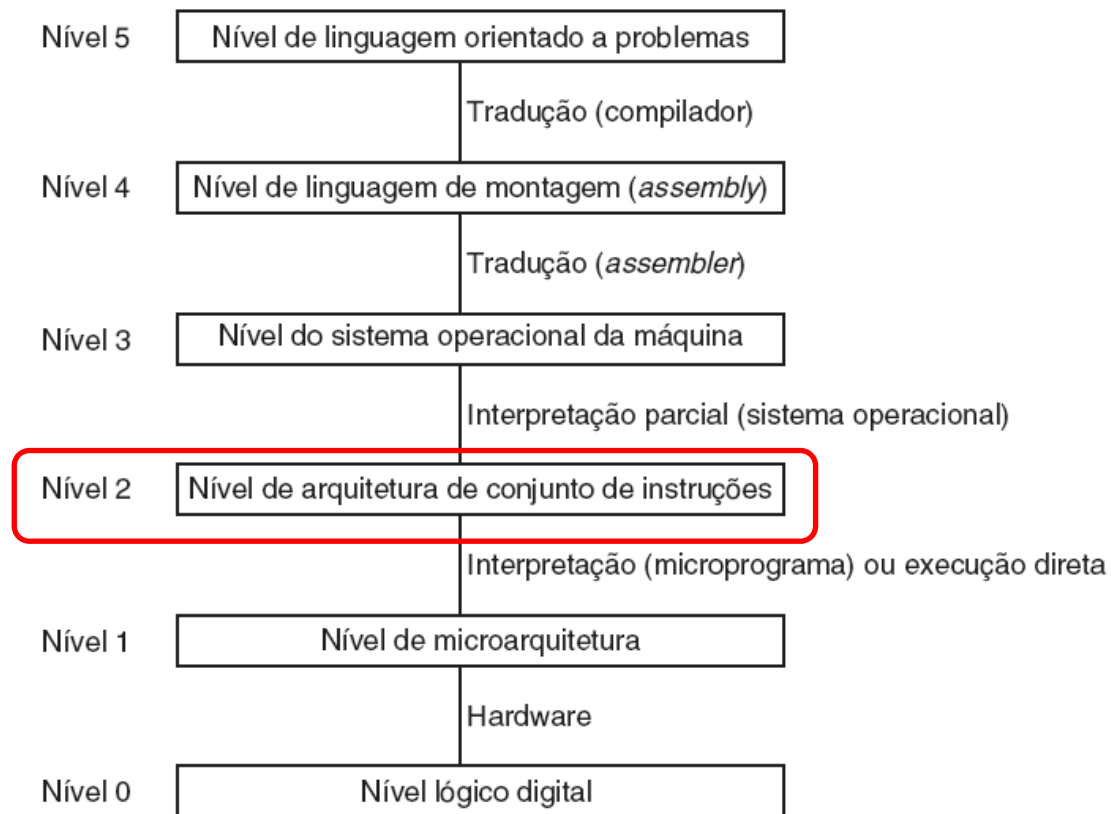 Nível 5 Nível de linguagem orientado a problemas
Tradução (compilador)
Nível 4 Nível de linguagem de montagem (assembly)
Tradução (assembler)
Nível 3 Nível do sistema operacional da máquina
Interpretação parcial (sistema operacional)
Nível 2 Nível de arquitetura de conjunto de instruções
Interpretação (microprograma) ou execução direta
Nível 1 Nível de microarquitetura
Hardware
Nível 0 Nível lógico digital